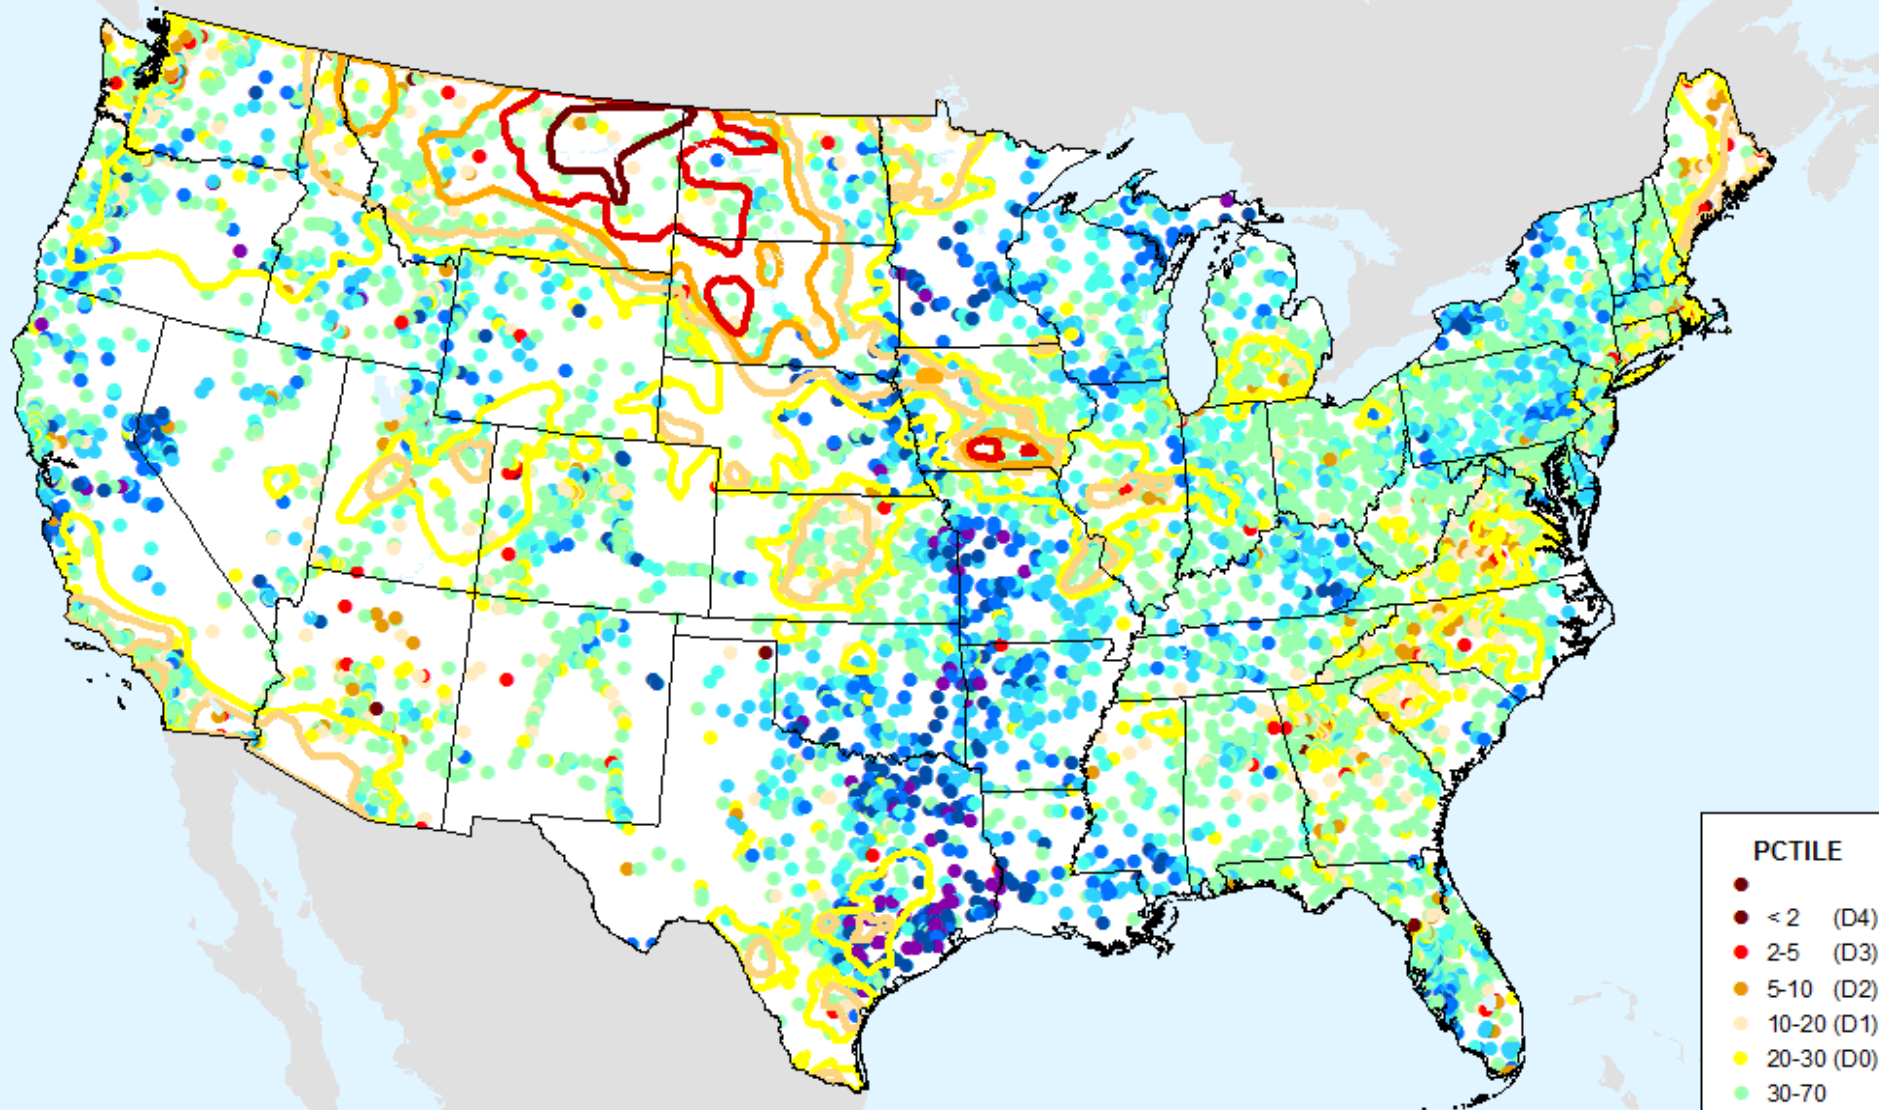 PCTILE
< 2 (D4)
2-5 (D3)
5-10 (D2)
10-20 (D1)
20-30 (D0)
30-70